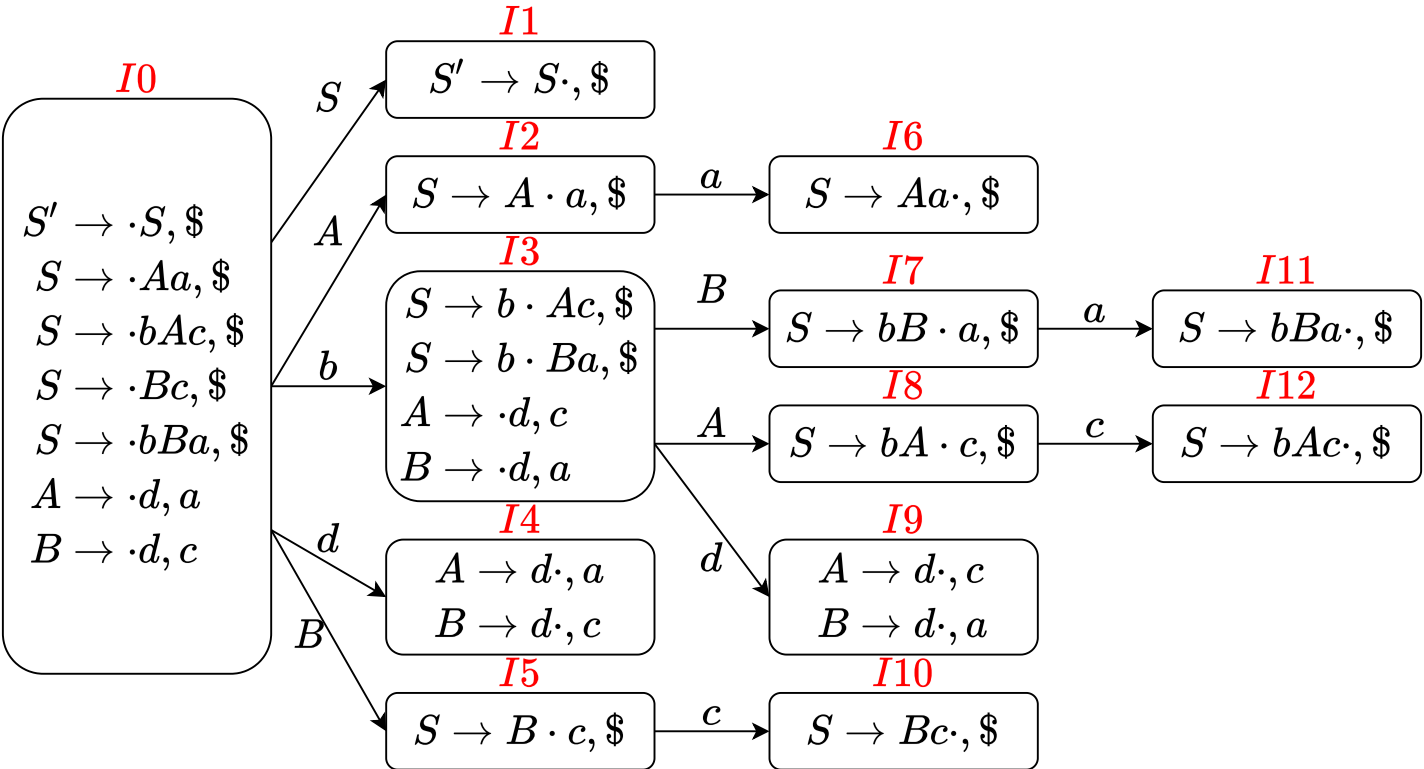 I0
S′ → ·S, $
S → ·Aa, $
S → ·bAc, $
S → ·Bc, $
S → ·bBa, $
A → ·d, a
B → ·d, c
S
A
b
d
B
I1
S′ → S·, $
I2
S → A · a, $
a
I6
S → Aa·, $
I3
S → b · Ac, $
S → b · Ba, $
A → ·d, c
B → ·d, a
B
A
d
I7
S → bB · a, $
a
I11
S → bBa·, $
I8
S → bA · c, $
c
I12
S → bAc·, $
I4
A → d·, a
B → d·, c
I9
A → d·, c
B → d·, a
I5
S → B · c, $
c
I10
S → Bc·, $